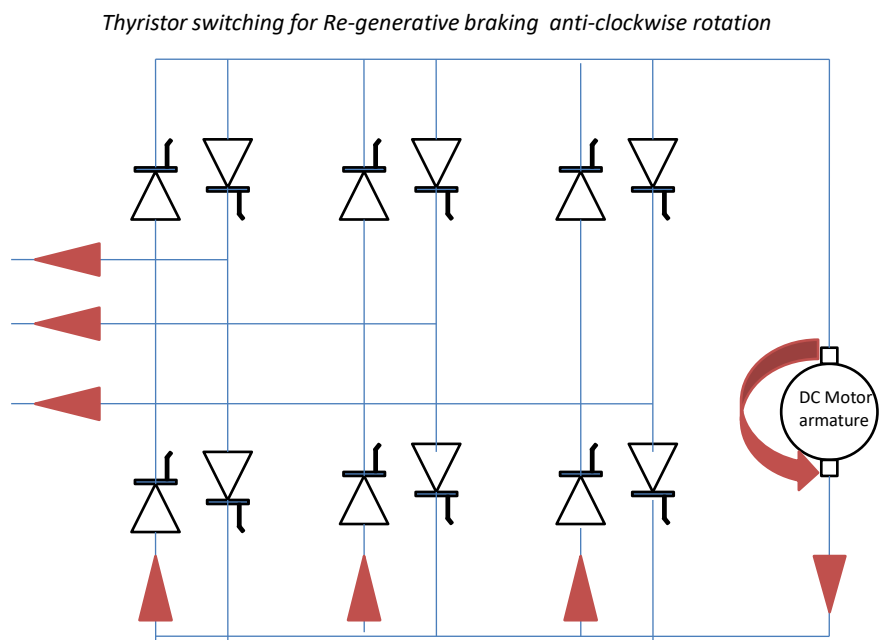 Thyristor switching for Re-generative braking anti-clockwise rotation
DC Motor
armature